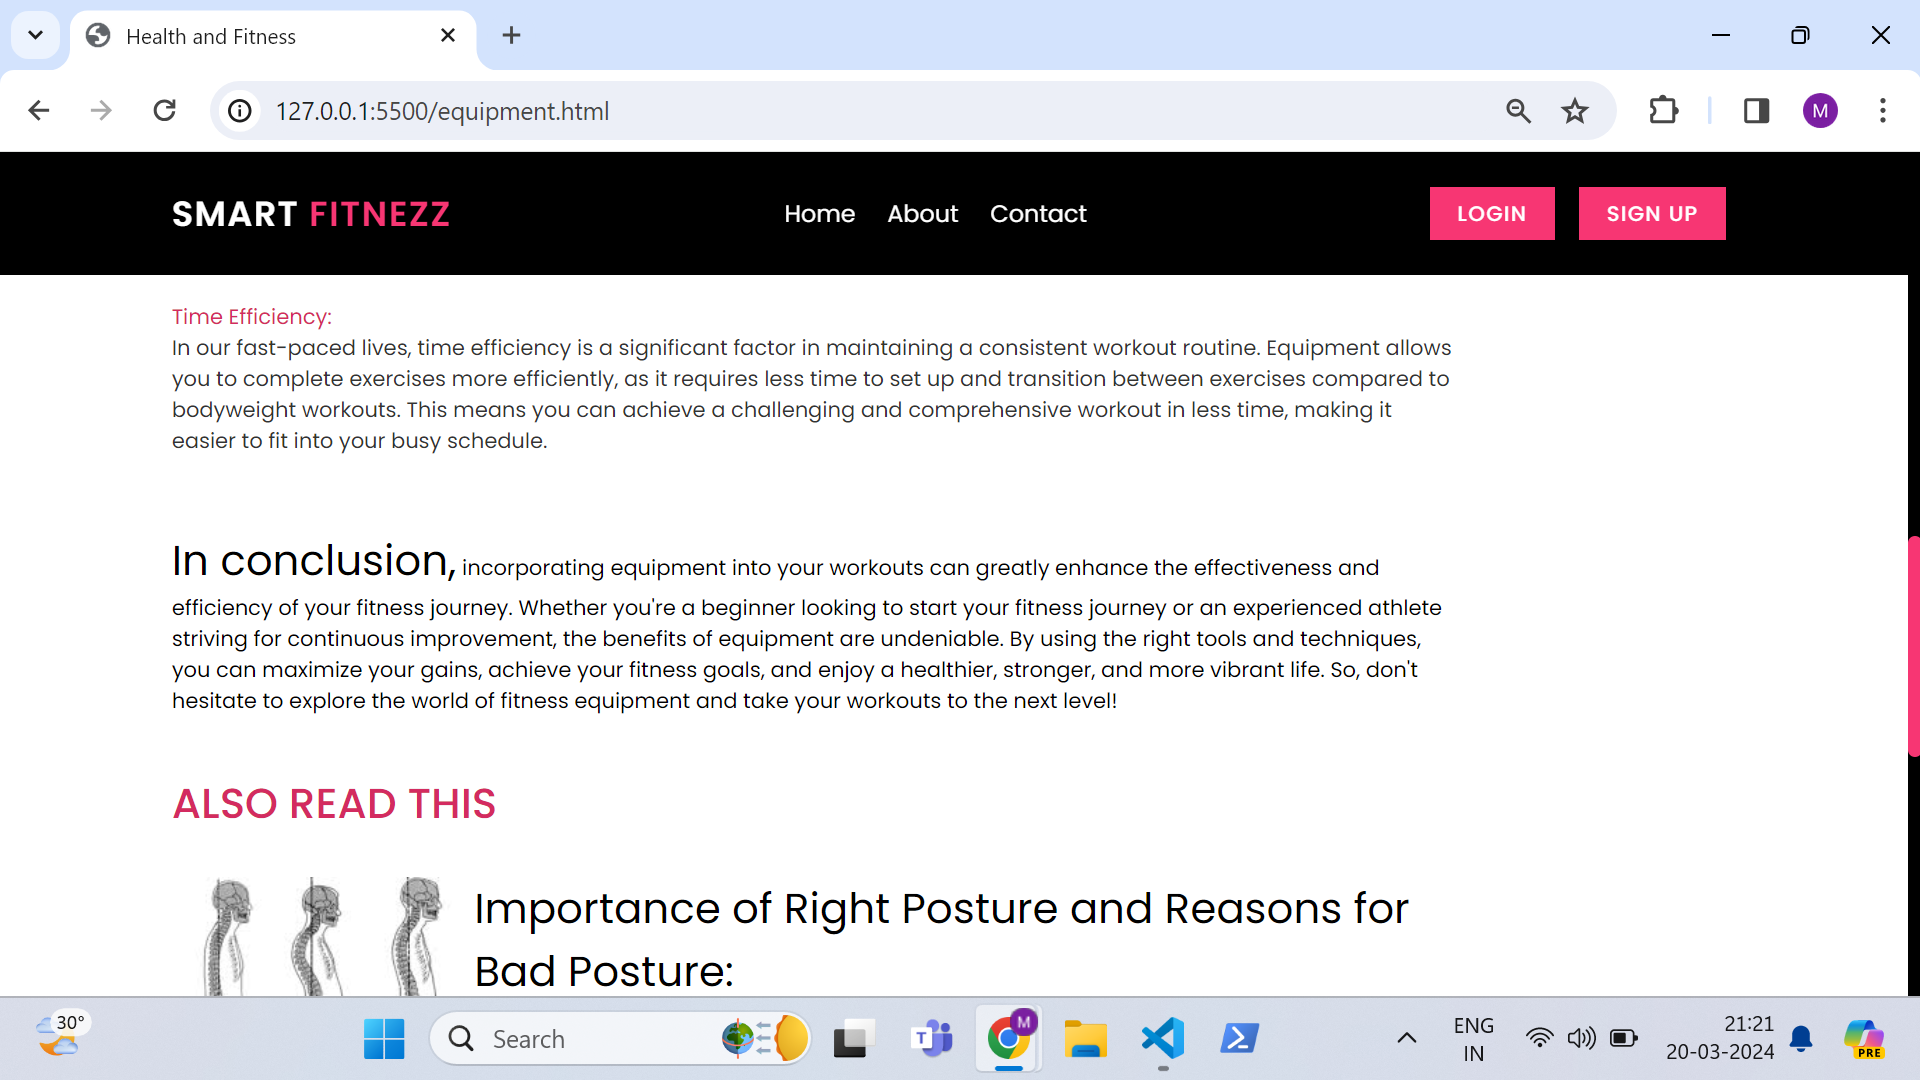 Health and Fitness
127.0.0.1:5500/equipment.html
M
SMART FITNEZZ
Home About Contact
LOGIN SIGN UP
Time Efficiency:
In our fast-paced lives, time efficiency is a significant factor in maintaining a consistent workout routine. Equipment allows
you to complete exercises more efficiently, as it requires less time to set up and transition between exercises compared to
bodyweight workouts. This means you can achieve a challenging and comprehensive workout in less time, making it
easier to fit into your busy schedule.
In conclusion, incorporating equipment into your workouts can greatly enhance the effectiveness and
efficiency of your fitness journey. Whether you're a beginner looking to start your fitness journey or an experienced athlete
striving for continuous improvement, the benefits of equipment are undeniable. By using the right tools and techniques,
you can maximize your gains, achieve your fitness goals, and enjoy a healthier, stronger, and more vibrant life. So, don't
hesitate to explore the world of fitness equipment and take your workouts to the next level!
ALSO READ THIS
Importance of Right Posture and Reasons for
Bad Posture:
30°
Search
T
M
ENG
IN
21:21
20-03-2024
PRE